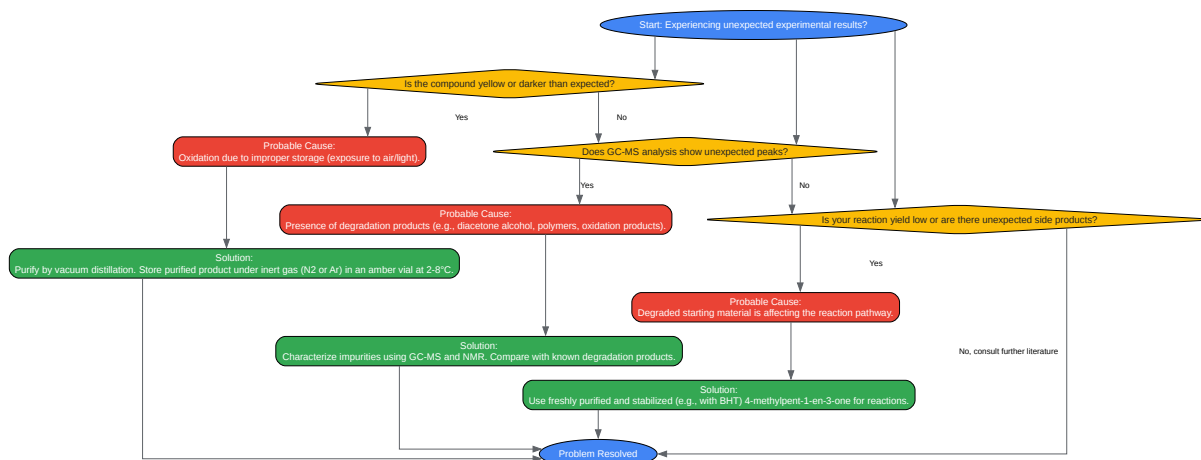 Start: Experiencing unexpected experimental results?
Is the compound yellow or darker than expected?
Yes
No
Probable Cause:
Oxidation due to improper storage (exposure to air/light).
Does GC-MS analysis show unexpected peaks?
Yes
No
Probable Cause:
Presence of degradation products (e.g., diacetone alcohol, polymers, oxidation products).
Is your reaction yield low or are there unexpected side products?
Solution:
Purify by vacuum distillation. Store purified product under inert gas (N2 or Ar) in an amber vial at 2-8°C.
Yes
Probable Cause:
Degraded starting material is affecting the reaction pathway.
Solution:
Characterize impurities using GC-MS and NMR. Compare with known degradation products.
No, consult further literature
Solution:
Use freshly purified and stabilized (e.g., with BHT) 4-methylpent-1-en-3-one for reactions.
Problem Resolved